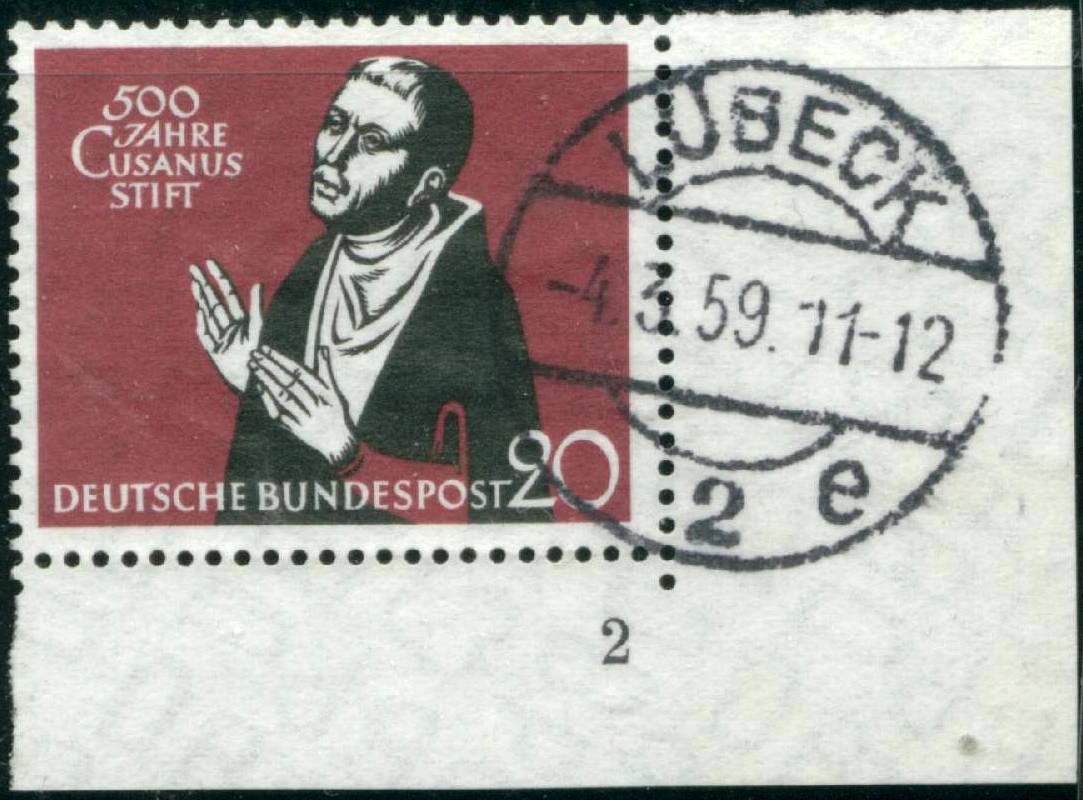 500
JAHRE
CUSANUS
STIFT
DEUTSCHE BUNDESPOST 20
LÜBECK
-4.3.59.11-12
2 e
2